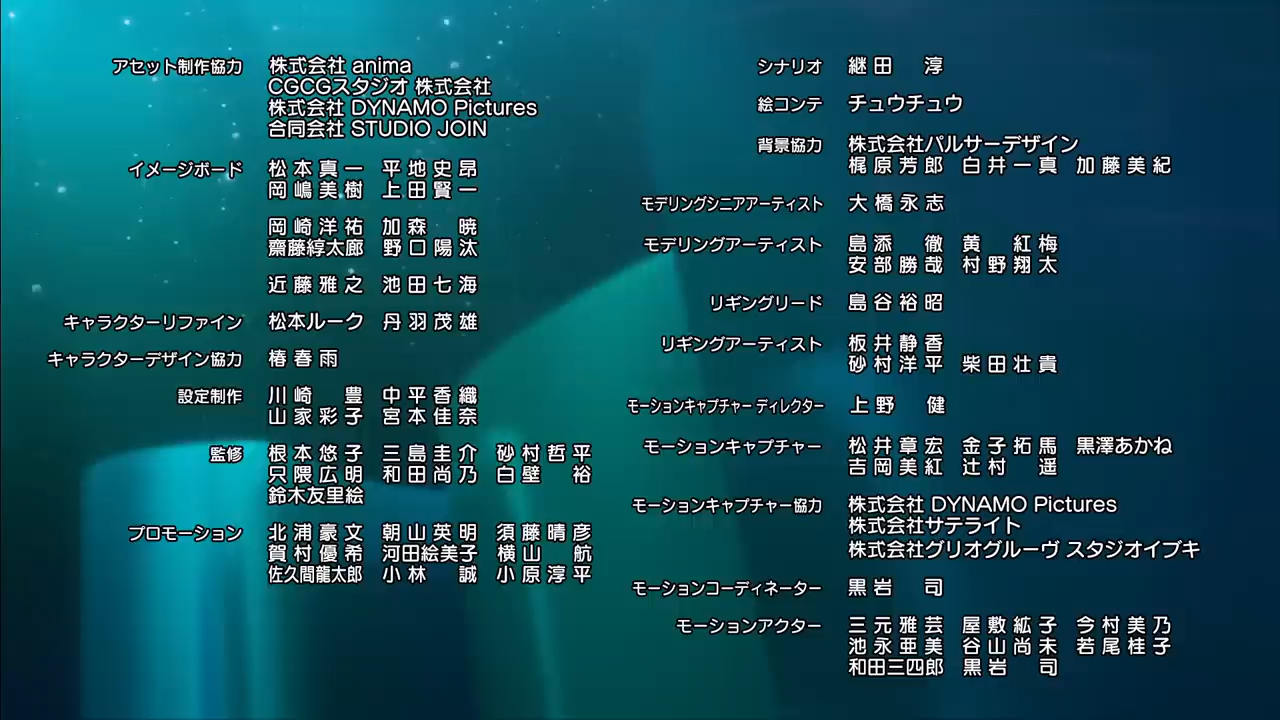 アセット制作協力 株式会社 anima
CGCGスタジオ 株式会社
株式会社 DYNAMO Pictures
合同会社 STUDIO JOIN
イメージボード 松本真一 平地史昂
岡嶋美樹 上田賢一
岡崎洋祐 加森 暁
齋藤綧太廊 野口陽汰
近藤雅之 池田七海
キャラクターリファイン 松本ルーク 丹羽茂雄
キャラクターデザイン協力 椿春雨
設定制作 川崎 豊 中平香織
山家彩子 宮本佳奈
監修 根本悠子 三島圭介 砂村哲平
只隈広明 和田尚乃 白壁 裕
鈴木友里絵
プロモーション 北浦豪文 朝山英明 須藤晴彦
賀村優希 河田絵美子 横山 航
佐久間龍太郎 小林 誠 小原淳平
シナリオ 継田 淳
絵コンテ チュウチュウ
背景協力 株式会社パルサーデザイン
梶原芳郎 白井一真 加藤美紀
モデリングシニアアーティスト 大橋永志
モデリングアーティスト 島添 徹 黄 紅梅
安部勝哉 村野翔太
リギングリード 島谷裕昭
リギングアーティスト 板井静香
砂村洋平 柴田壮貴
モーションキャプチャー ディレクター 上野 健
モーションキャプチャー 松井章宏 金子拓馬 黒澤あかね
吉岡美紅 辻村 遥
モーションキャプチャー協力 株式会社 DYNAMO Pictures
株式会社サテライト
株式会社グリオグルーヴ スタジオイブキ
モーションコーディネーター 黒岩 司
モーションアクター 三元雅芸 屋敷紘子 今村美乃
池永亜美 谷山尚未 若尾桂子
和田三四郎 黒岩 司